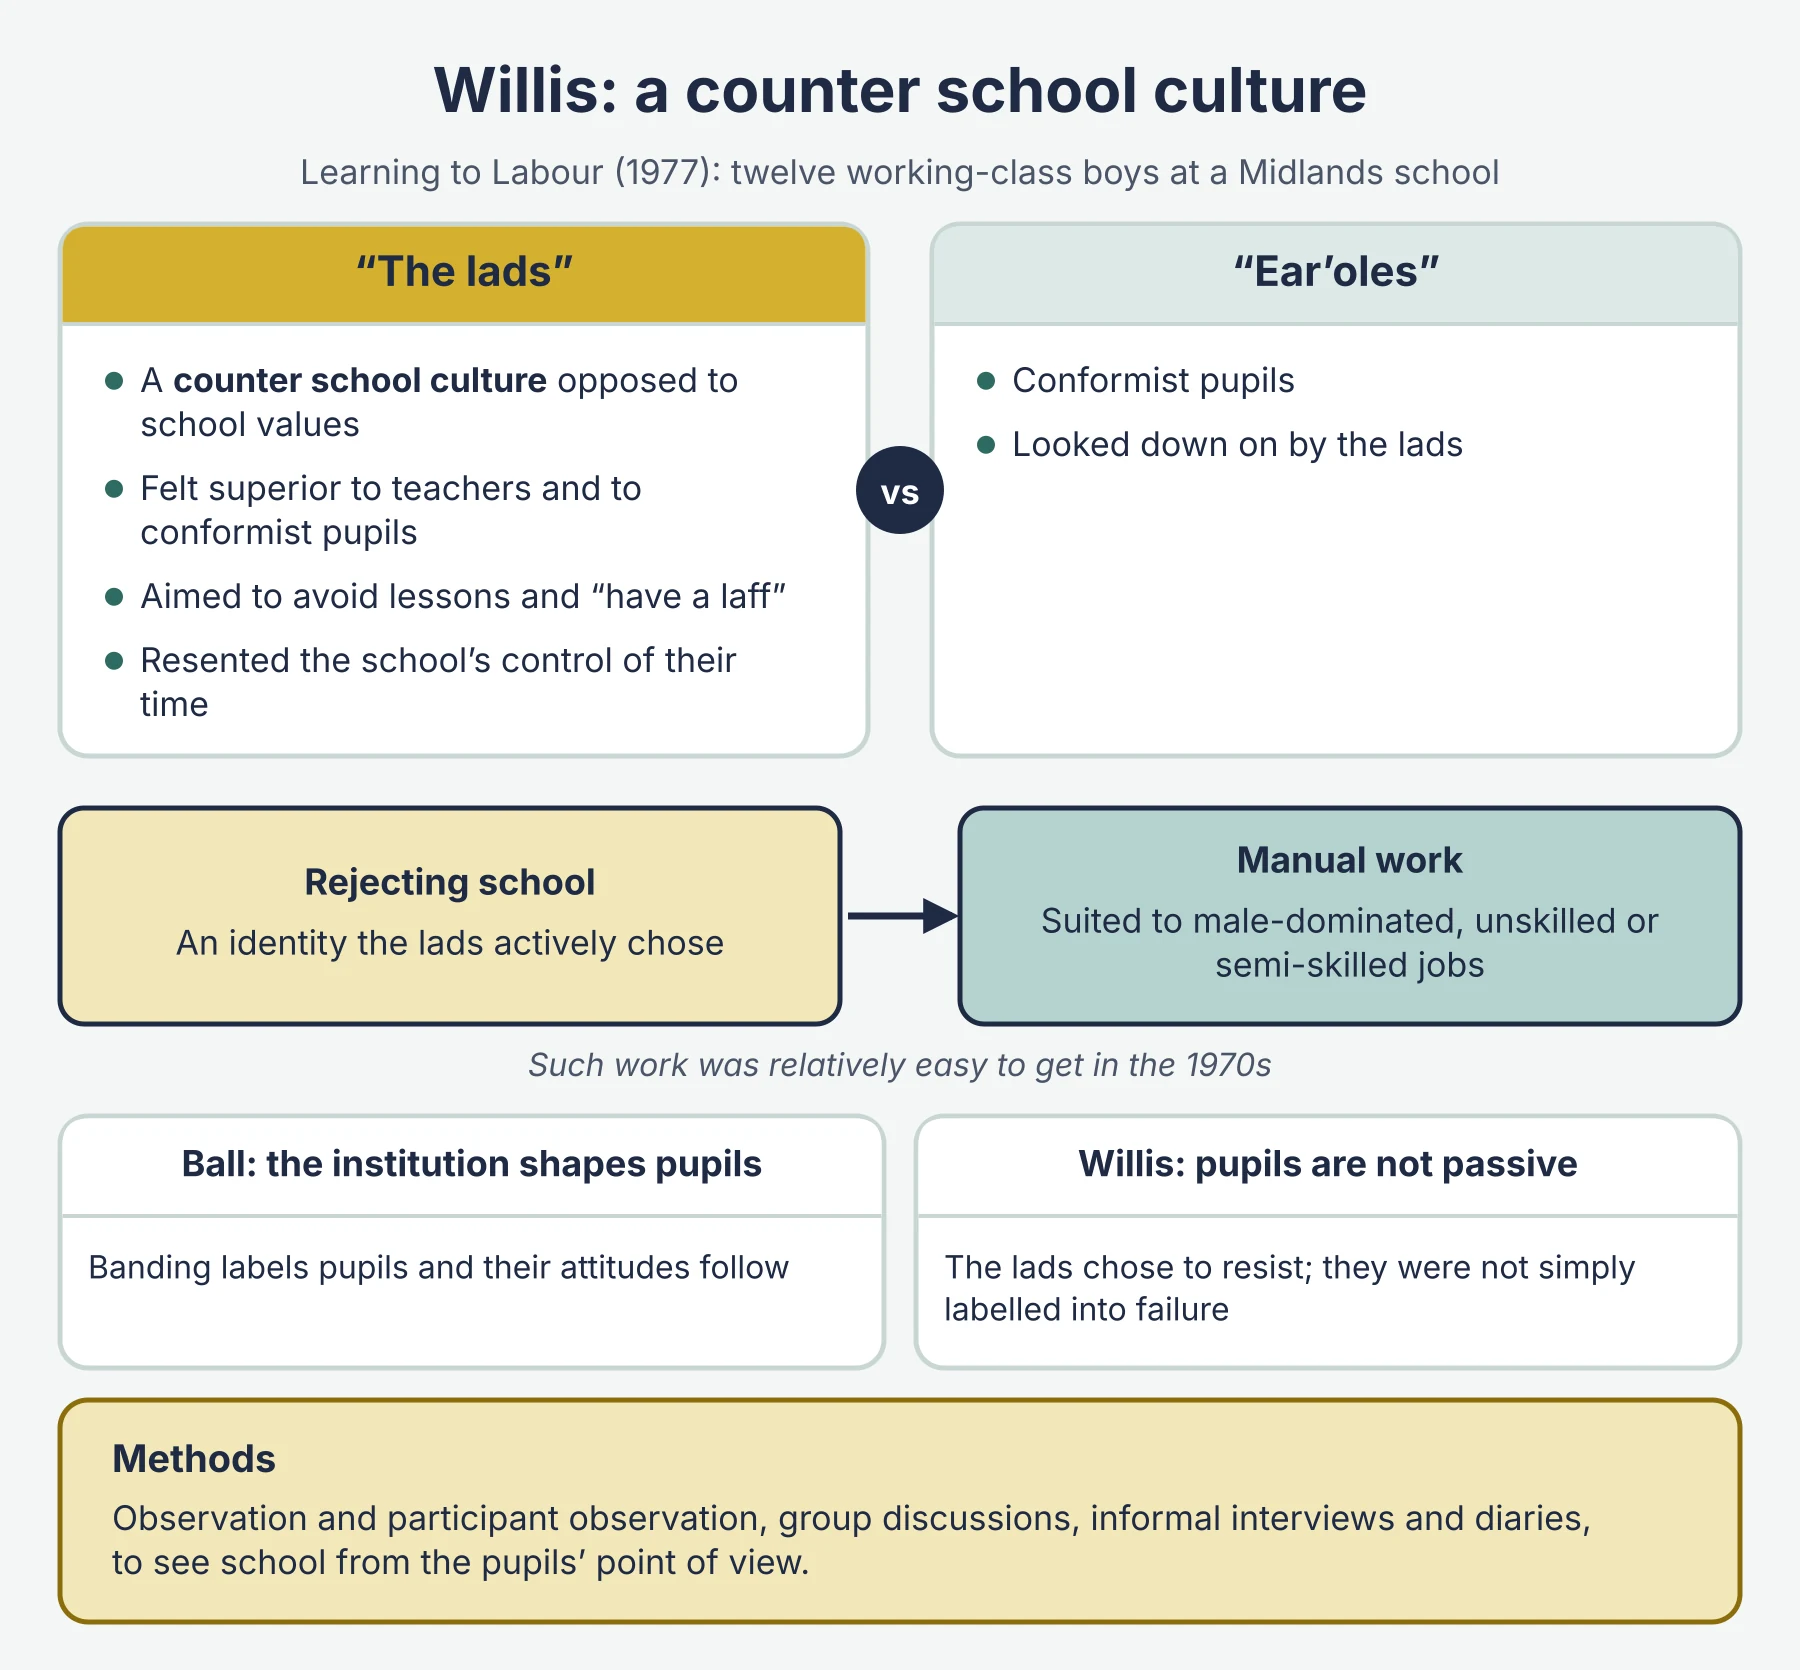 Willis: a counter school culture
Learning to Labour (1977): twelve working-class boys at a Midlands school
“The lads”
A counter school culture opposed to
school values
Felt superior to teachers and to
conformist pupils
Aimed to avoid lessons and “have a laff”
Resented the school’s control of their
time
vs
“Ear’oles”
Conformist pupils
Looked down on by the lads
Rejecting school
An identity the lads actively chose
Manual work
Suited to male-dominated, unskilled or
semi-skilled jobs
Such work was relatively easy to get in the 1970s
Ball: the institution shapes pupils
Banding labels pupils and their attitudes follow
Willis: pupils are not passive
The lads chose to resist; they were not simply
labelled into failure
Methods
Observation and participant observation, group discussions, informal interviews and diaries,
to see school from the pupils’ point of view.